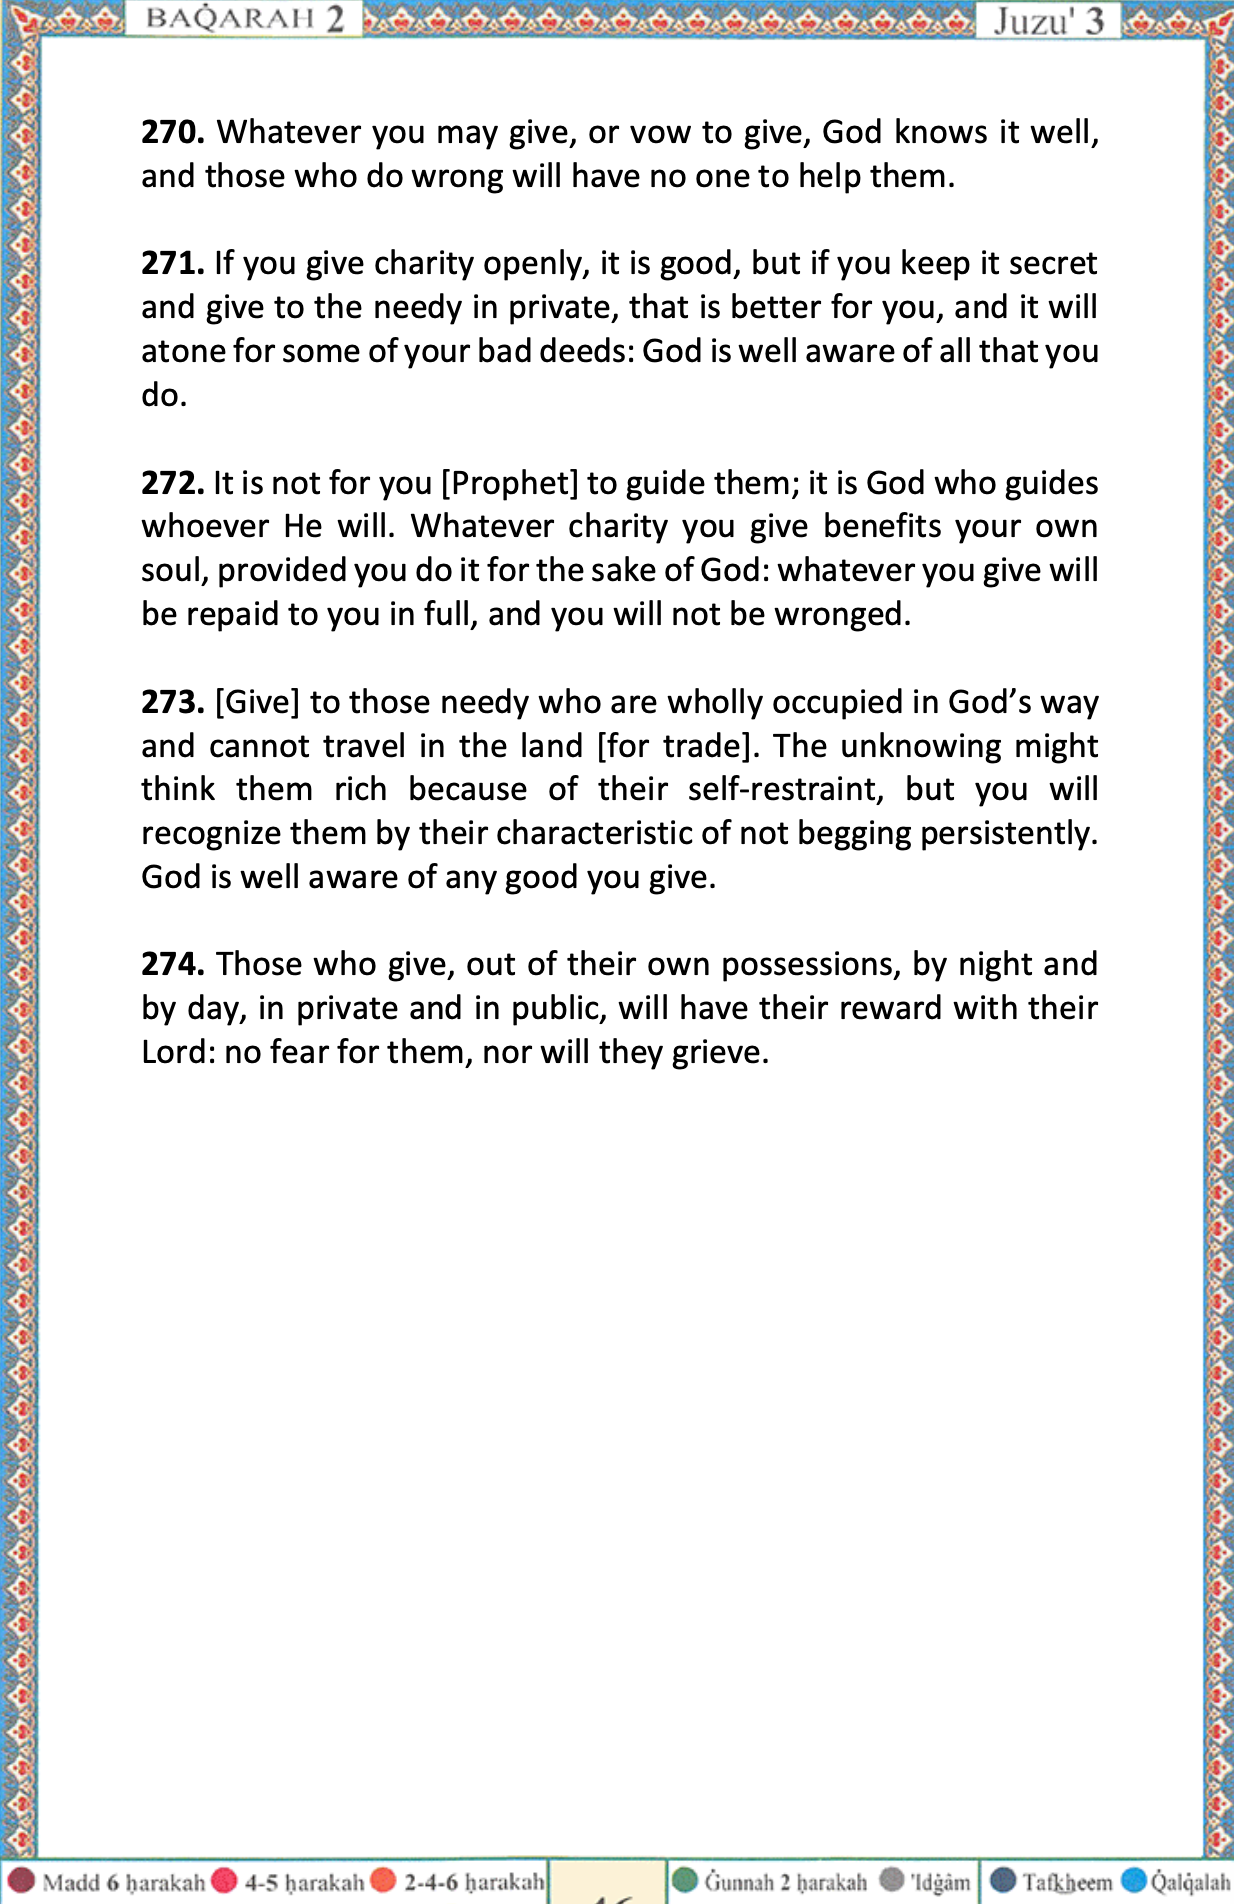 BAQ̇ARAH 2
Juzu' 3
270. Whatever you may give, or vow to give, God knows it well,
and those who do wrong will have no one to help them.
271. If you give charity openly, it is good, but if you keep it secret
and give to the needy in private, that is better for you, and it will
atone for some of your bad deeds: God is well aware of all that you
do.
272. It is not for you [Prophet] to guide them; it is God who guides
whoever He will. Whatever charity you give benefits your own
soul, provided you do it for the sake of God: whatever you give will
be repaid to you in full, and you will not be wronged.
273. [Give] to those needy who are wholly occupied in God’s way
and cannot travel in the land [for trade]. The unknowing might
think them rich because of their self-restraint, but you will
recognize them by their characteristic of not begging persistently.
God is well aware of any good you give.
274. Those who give, out of their own possessions, by night and
by day, in private and in public, will have their reward with their
Lord: no fear for them, nor will they grieve.
Madd 6 ḥarakah 4-5 ḥarakah 2-4-6 ḥarakah
Ġunnah 2 ḥarakah 'Idġâm Tafkheem Q̇alq̇alah